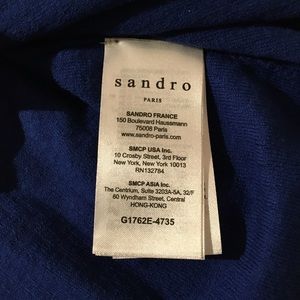 sandro
PARIS
SANDRO FRANCE
150 Boulevard Haussmann
75008 Paris
www.sandro-paris.com
SMCP USA Inc.
10 Crosby Street, 3rd Floor
New York, New York 10013
RN132784
SMCP ASIA Inc.
The Centrium, Suite 3203A-5A, 32/F
60 Wyndham Street, Central
HONG-KONG
G1762E-4735